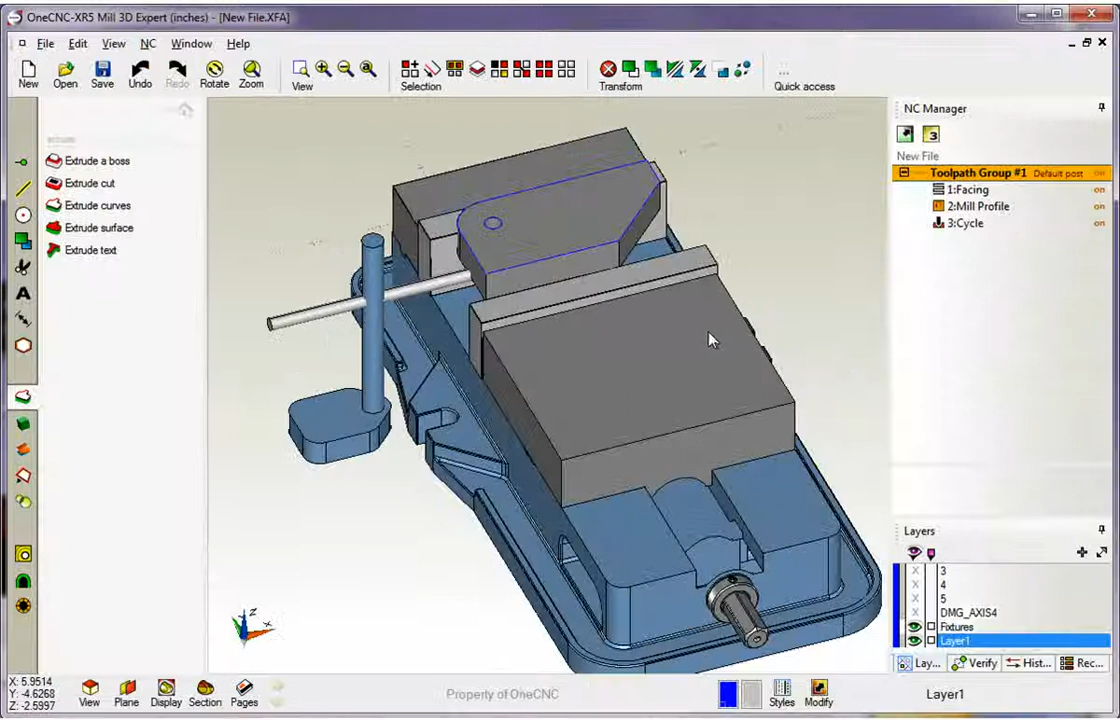 OneCNC-XR5 Mill 3D Expert (inches) - [New File.XFA]
File Edit View NC Window Help
New Open Save Undo Redo Rotate Zoom View Selection Transform Quick access
Extrude a boss
Extrude cut
Extrude curves
Extrude surface
Extrude text
NC Manager
3
New File
Toolpath Group #1 Default post on
1:Facing on
2:Mill Profile on
3:Cycle on
Z
X
Layers
X 3
X 4
X 5
X DMG_AXIS4
Fixtures
Layer1
Lay... Verify Hist... Rec...
X: 5.9514
Y: -4.6268
Z: -2.5997
View Plane Display Section Pages
Property of OneCNC
Styles Modify
Layer1